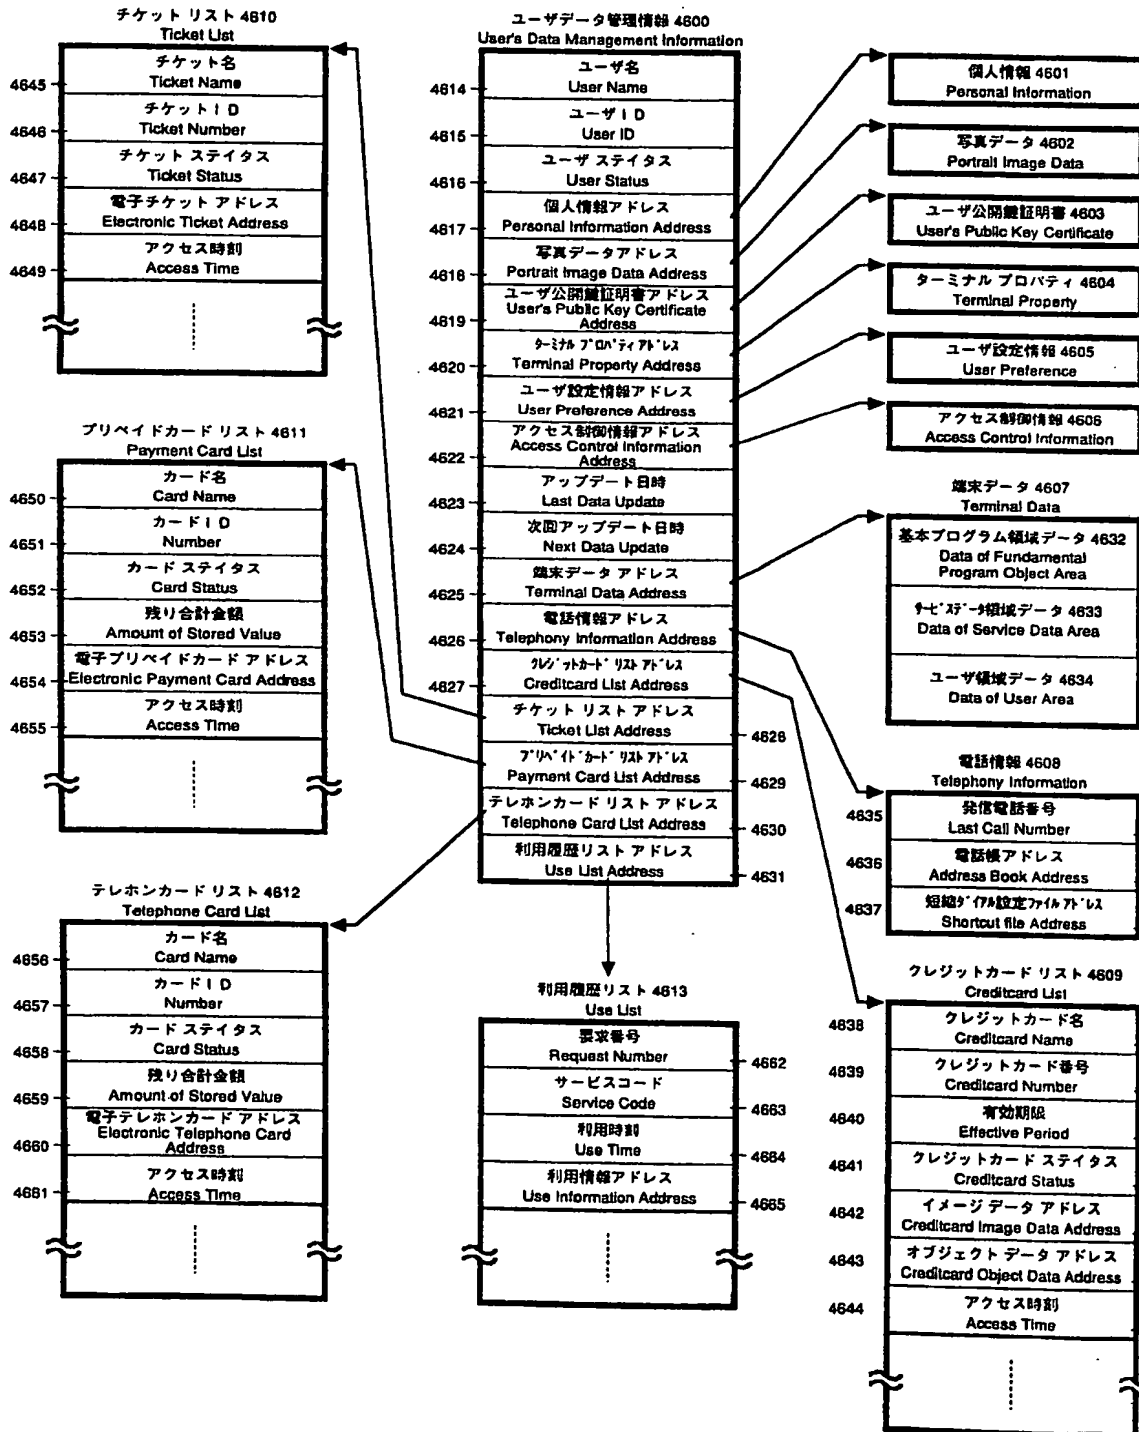 チケット リスト 4610
Ticket List
チケット名
Ticket Name
4645
チケットID
Ticket Number
4646
チケット ステイタス
Ticket Status
4647
電子チケット アドレス
Electronic Ticket Address
4648
アクセス時刻
Access Time
4649
プリペイドカード リスト 4611
Payment Card List
カード名
Card Name
4650
カードID
Number
4651
カード ステイタス
Card Status
4652
残り合計金額
Amount of Stored Value
4653
電子プリペイドカード アドレス
Electronic Payment Card Address
4654
アクセス時刻
Access Time
4655
テレホンカード リスト 4612
Telephone Card List
カード名
Card Name
4656
カードID
Number
4657
カード ステイタス
Card Status
4658
残り合計金額
Amount of Stored Value
4659
電子テレホンカード アドレス
Electronic Telephone Card
Address
4660
アクセス時刻
Access Time
4661
ユーザデータ管理情報 4600
User's Data Management Information
ユーザ名
User Name
4614
ユーザID
User ID
4615
ユーザ ステイタス
User Status
4616
個人情報アドレス
Personal Information Address
4617
写真データアドレス
Portrait Image Data Address
4618
ユーザ公開鍵証明書アドレス
User's Public Key Certificate
Address
4619
ターミナル プロパティ アドレス
Terminal Property Address
4620
ユーザ設定情報アドレス
User Preference Address
4621
アクセス制御情報アドレス
Access Control Information
Address
4622
アップデート日時
Last Data Update
4623
次回アップデート日時
Next Data Update
4624
端末データ アドレス
Terminal Data Address
4625
電話情報アドレス
Telephony Information Address
4626
クレジットカード リスト アドレス
Creditcard List Address
4627
チケット リスト アドレス
Ticket List Address
4628
プリペイドカード リスト アドレス
Payment Card List Address
4629
テレホンカード リスト アドレス
Telephone Card List Address
4630
利用履歴リスト アドレス
Use List Address
4631
利用履歴リスト 4613
Use List
要求番号
Request Number
4662
サービスコード
Service Code
4663
利用時刻
Use Time
4664
利用情報アドレス
Use Information Address
4665
個人情報 4601
Personal Information
写真データ 4602
Portrait Image Data
ユーザ公開鍵証明書 4603
User's Public Key Certificate
ターミナル プロパティ 4604
Terminal Property
ユーザ設定情報 4605
User Preference
アクセス制御情報 4606
Access Control Information
端末データ 4607
Terminal Data
基本プログラム領域データ 4632
Data of Fundamental
Program Object Area
サービスデータ領域データ 4633
Data of Service Data Area
ユーザ領域データ 4634
Data of User Area
電話情報 4608
Telephony Information
4635
発信電話番号
Last Call Number
4636
電話帳アドレス
Address Book Address
4637
短縮ダイアル設定ファイル アドレス
Shortcut file Address
クレジットカード リスト 4609
Creditcard List
4638
クレジットカード名
Creditcard Name
4639
クレジットカード番号
Creditcard Number
4640
有効期限
Effective Period
4641
クレジットカード ステイタス
Creditcard Status
4642
イメージ データ アドレス
Creditcard Image Data Address
4643
オブジェクト データ アドレス
Creditcard Object Data Address
4644
アクセス時刻
Access Time